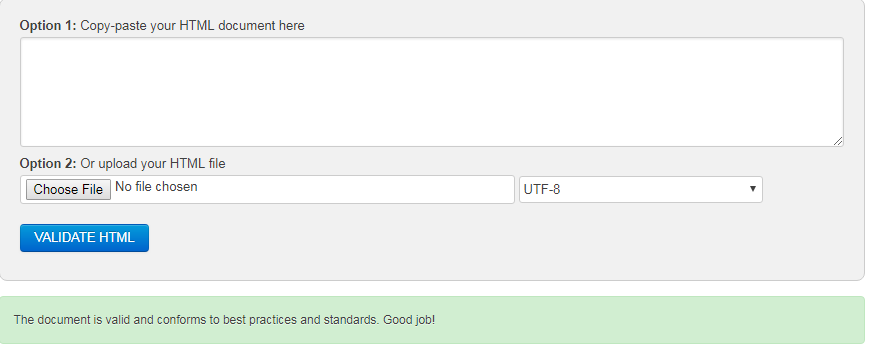 Option 1: Copy-paste your HTML document here
Option 2: Or upload your HTML file
Choose File No file chosen UTF-8
VALIDATE HTML
The document is valid and conforms to best practices and standards. Good job!